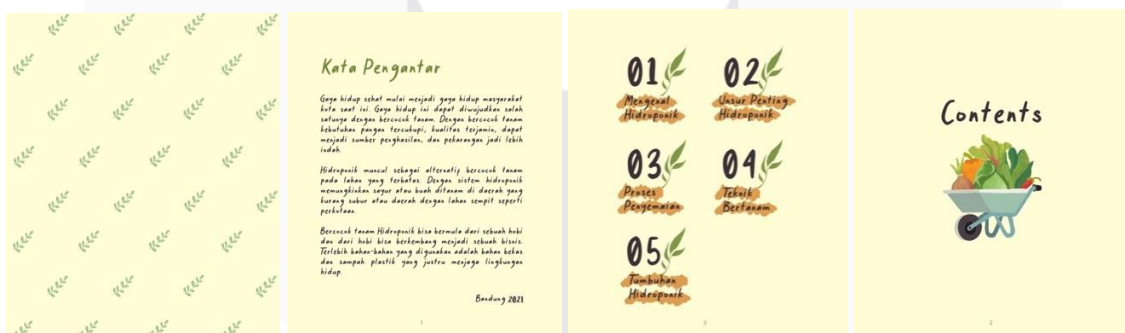 Kata Pengantar
Gaya hidup sehat mulai menjadi gaya hidup masyarakat
kota saat ini. Gaya hidup ini dapat diwujudkan salah
satunya dengan bercocok tanam. Dengan bercocok tanam
kebutuhan pangan tercukupi, kualitas terjamin, dapat
menjadi sumber penghasilan, dan pekarangan jadi lebih
indah.
Hidroponik muncul sebagai alternatif bercocok tanam
pada lahan yang terbatas. Dengan sistem hidroponik
memungkinkan sayur atau buah ditanam di daerah yang
kurang subur atau daerah dengan lahan sempit seperti
perkotaan.
Bercocok tanam Hidroponik bisa bermula dari sebuah hobi
dan dari hobi bisa berkembang menjadi sebuah bisnis.
Terlebih bahan-bahan yang digunakan adalah bahan bekas
dan sampah plastik yang justru menjaga lingkungan
hidup.
Bandung 2021
1
01
Mengenal
Hidroponik
02
Unsur Penting
Hidroponik
03
Proses
Penyemaian
04
Teknik
Bertanam
05
Tumbuhan
Hidroponik
3
Contents
2